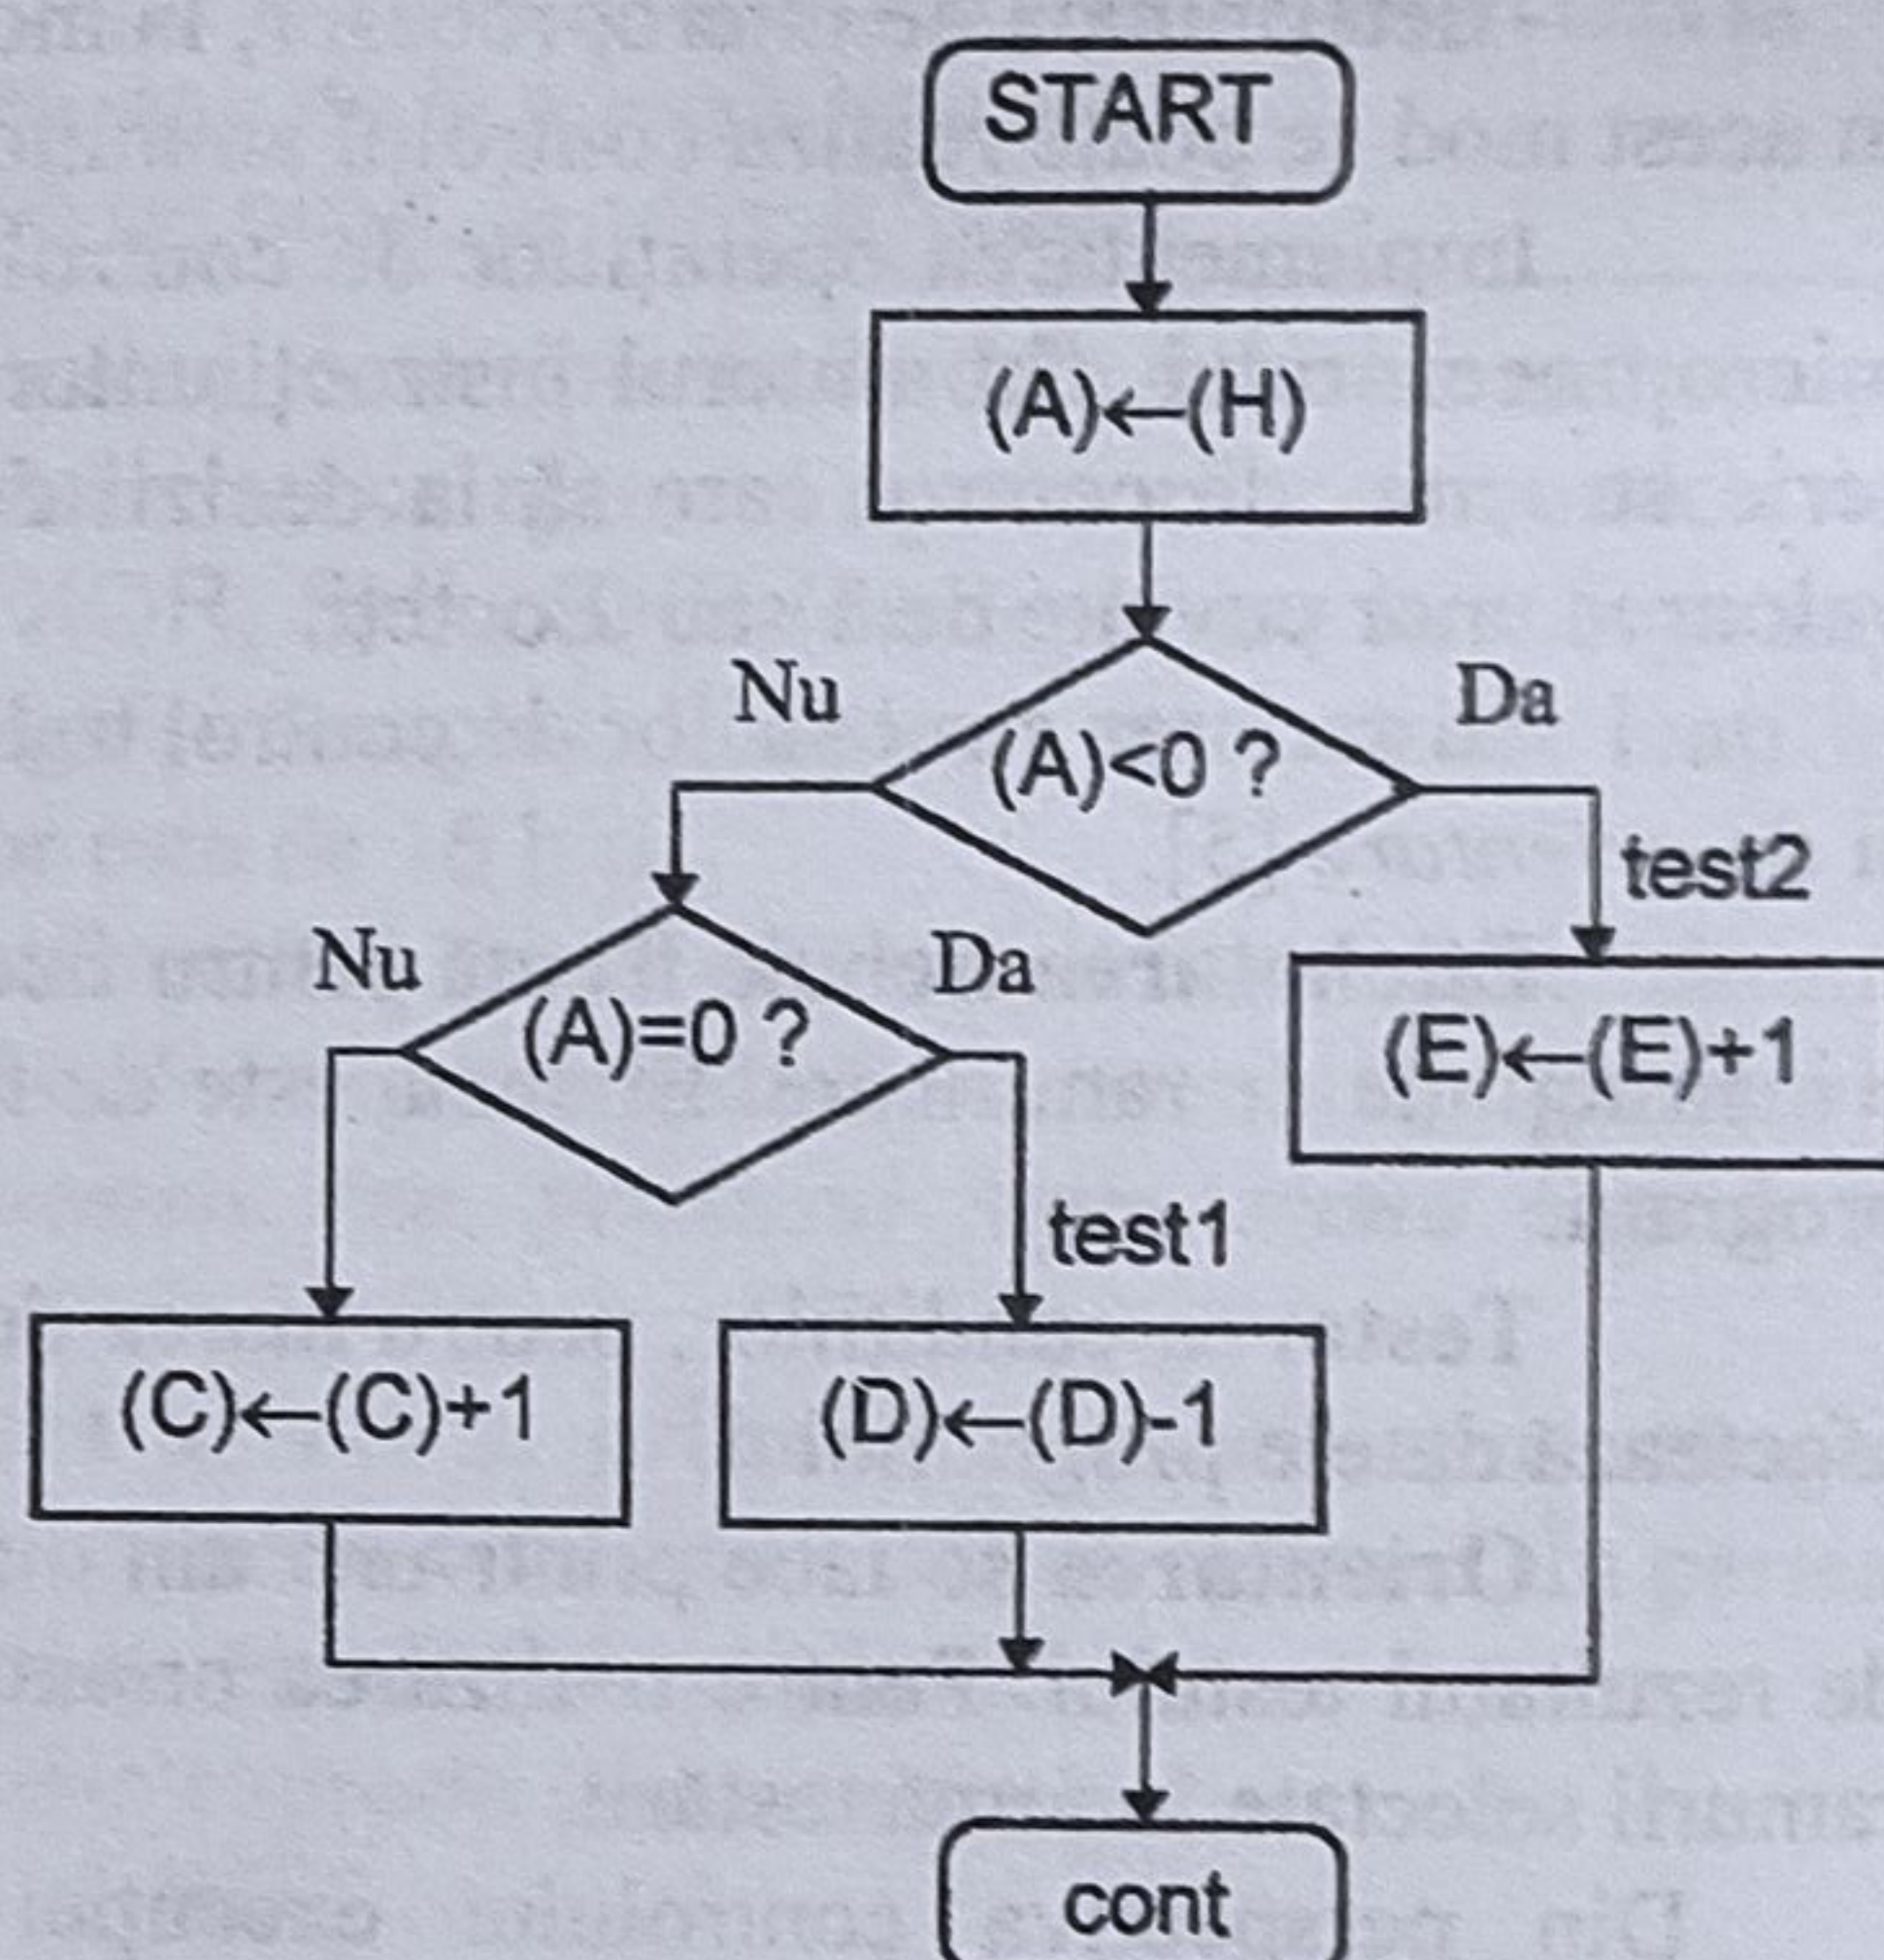 START
(A)←(H)
Nu
Da
(A)<0 ?
test2
Nu
Da
(A)=0 ?
(E)←(E)+1
test1
(C)←(C)+1
(D)←(D)-1
cont